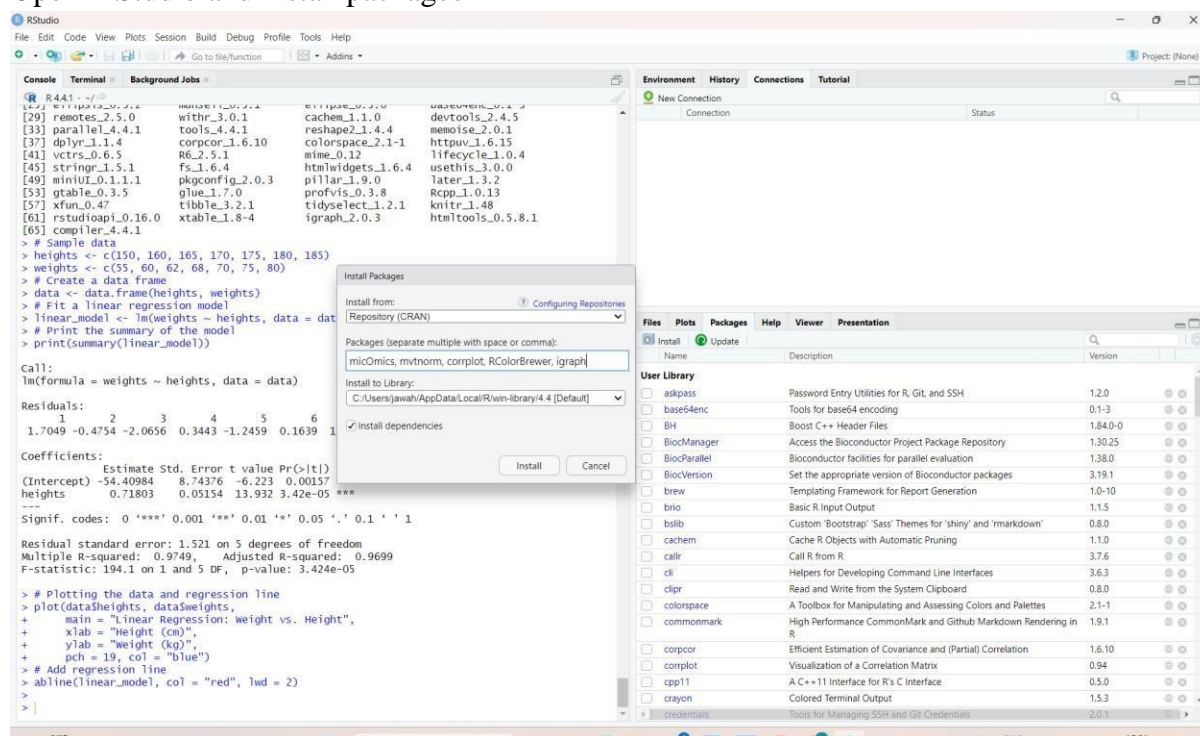 RStudio
File Edit Code View Plots Session Build Debug Profile Tools Help
Go to file/function Addins
Project: (None)
Console Terminal Background Jobs
R 4.4.1 · ~/
[29] remotes_2.5.0 withr_3.0.1 cachem_1.1.0 devtools_2.4.5
[33] parallel_4.4.1 tools_4.4.1 reshape2_1.4.4 memoise_2.0.1
[37] dplyr_1.1.4 corpcor_1.6.10 colorspace_2.1-1 httpuv_1.6.15
[41] vctrs_0.6.5 R6_2.5.1 mime_0.12 lifecycle_1.0.4
[45] stringr_1.5.1 fs_1.6.4 htmlwidgets_1.6.4 usethis_3.0.0
[49] miniUI_0.1.1.1 pkgconfig_2.0.3 pillar_1.9.0 later_1.3.2
[53] gtable_0.3.5 glue_1.7.0 profvis_0.3.8 Rcpp_1.0.13
[57] xfun_0.47 tibble_3.2.1 tidyselect_1.2.1 knitr_1.48
[61] rstudioapi_0.16.0 xtable_1.8-4 igraph_2.0.3 htmltools_0.5.8.1
[65] compiler_4.4.1
> # Sample data
> heights <- c(150, 160, 165, 170, 175, 180, 185)
> weights <- c(55, 60, 62, 68, 70, 75, 80)
> # Create a data frame
> data <- data.frame(heights, weights)
> # Fit a linear regression model
> linear_model <- lm(weights ~ heights, data = dat
> # Print the summary of the model
> print(summary(linear_model))
Call:
lm(formula = weights ~ heights, data = data)
Residuals:
1 2 3 4 5 6
1.7049 -0.4754 -2.0656 0.3443 -1.2459 0.1639 1
Coefficients:
Estimate Std. Error t value Pr(>|t|)
(Intercept) -54.40984 8.74376 -6.223 0.00157
heights 0.71803 0.05154 13.932 3.42e-05 ***
---
Signif. codes: 0 '***' 0.001 '**' 0.01 '*' 0.05 '.' 0.1 ' ' 1
Residual standard error: 1.521 on 5 degrees of freedom
Multiple R-squared: 0.9749, Adjusted R-squared: 0.9699
F-statistic: 194.1 on 1 and 5 DF, p-value: 3.424e-05
> # Plotting the data and regression line
> plot(data$heights, data$weights,
+ main = "Linear Regression: Weight vs. Height",
+ xlab = "Height (cm)",
+ ylab = "Weight (kg)",
+ pch = 19, col = "blue")
> # Add regression line
> abline(linear_model, col = "red", lwd = 2)
>
>
Install Packages
Install from: Configuring Repositories
Repository (CRAN)
Packages (separate multiple with space or comma):
micOmics, mvtnorm, corrplot, RColorBrewer, igraph
Install to Library:
C:/Users/jawah/AppData/Local/R/win-library/4.4 [Default]
Install dependencies
Install Cancel
Environment History Connections Tutorial
New Connection
Connection Status
Files Plots Packages Help Viewer Presentation
Install Update
Name Description Version
User Library
askpass Password Entry Utilities for R, Git, and SSH 1.2.0
base64enc Tools for base64 encoding 0.1-3
BH Boost C++ Header Files 1.84.0-0
BiocManager Access the Bioconductor Project Package Repository 1.30.25
BiocParallel Bioconductor facilities for parallel evaluation 1.38.0
BiocVersion Set the appropriate version of Bioconductor packages 3.19.1
brew Templating Framework for Report Generation 1.0-10
brio Basic R Input Output 1.1.5
bslib Custom 'Bootstrap' 'Sass' Themes for 'shiny' and 'rmarkdown' 0.8.0
cachem Cache R Objects with Automatic Pruning 1.1.0
callr Call R from R 3.7.6
cli Helpers for Developing Command Line Interfaces 3.6.3
clipr Read and Write from the System Clipboard 0.8.0
colorspace A Toolbox for Manipulating and Assessing Colors and Palettes 2.1-1
commonmark High Performance CommonMark and Github Markdown Rendering in 1.9.1
R
corpcor Efficient Estimation of Covariance and (Partial) Correlation 1.6.10
corrplot Visualization of a Correlation Matrix 0.94
cpp11 A C++11 Interface for R's C Interface 0.5.0
crayon Colored Terminal Output 1.5.3
credentials Tools for Managing SSH and Git Credentials 2.0.1